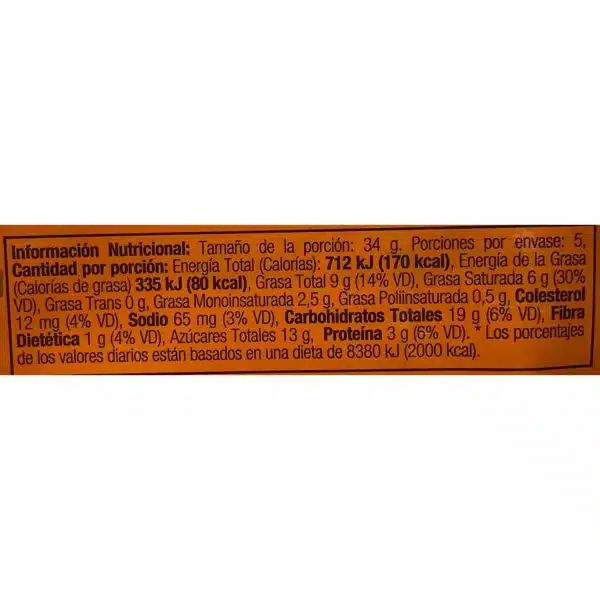 Información Nutricional: Tamaño de la porción: 34 g. Porciones por envase: 5,
Cantidad por porción: Energía Total (Calorías): 712 kJ (170 kcal), Energía de la Grasa
(Calorías de grasa) 335 kJ (80 kcal), Grasa Total 9 g (14% VD), Grasa Saturada 6 g (30%
VD), Grasa Trans 0 g, Grasa Monoinsaturada 2,5 g, Grasa Poliinsaturada 0,5 g, Colesterol
12 mg (4% VD), Sodio 65 mg (3% VD), Carbohidratos Totales 19 g (6% VD), Fibra
Dietética 1 g (4% VD), Azúcares Totales 13 g, Proteína 3 g (6% VD). * Los porcentajes
de los valores diarios están basados en una dieta de 8380 kJ (2000 kcal).